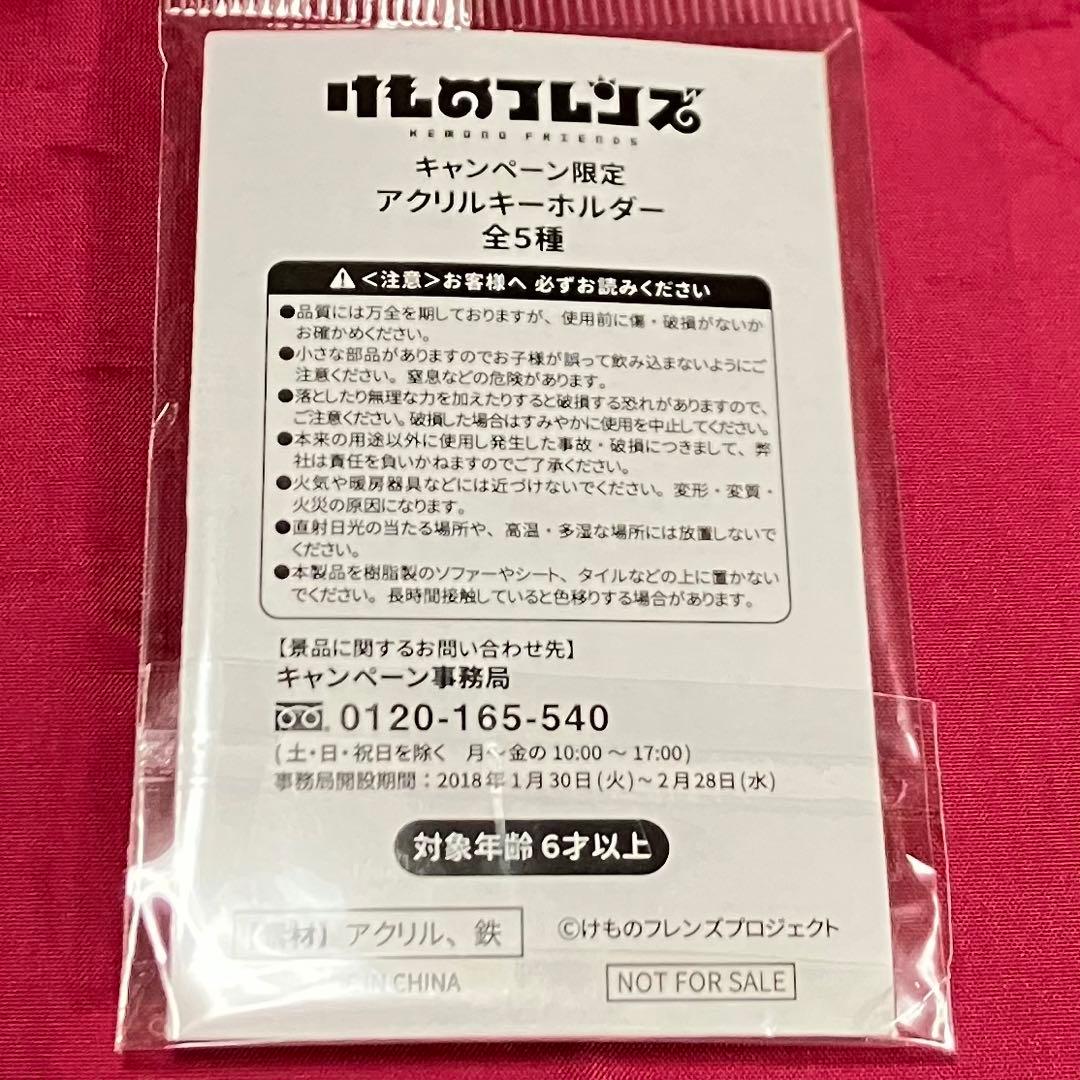 けものフレンズ
KEMONO FRIENDS
キャンペーン限定
アクリルキーホルダー
全5種
<注意>お客様へ 必ずお読みください
●品質には万全を期しておりますが、使用前に傷・破損がないか
お確かめください。
●小さな部品がありますのでお子様が誤って飲み込まないようにご
注意ください。窒息などの危険があります。
●落としたり無理な力を加えたりすると破損する恐れがありますので、
ご注意ください。破損した場合はすみやかに使用を中止してください。
●本来の用途以外に使用し発生した事故・破損につきまして、弊
社は責任を負いかねますのでご了承ください。
●火気や暖房器具などには近づけないでください。変形・変質・
火災の原因になります。
●直射日光の当たる場所や、高温・多湿な場所には放置しないで
ください。
●本製品を樹脂製のソファーやシート、タイルなどの上に置かない
でください。長時間接触していると色移りする場合があります。
【景品に関するお問い合わせ先】
キャンペーン事務局
0120-165-540
(土・日・祝日を除く 月~金の10:00~17:00)
事務局開設期間:2018年1月30日(火)~2月28日(水)
対象年齢6才以上
材】アクリル、鉄
©けものフレンズプロジェクト
IN CHINA
NOT FOR SALE